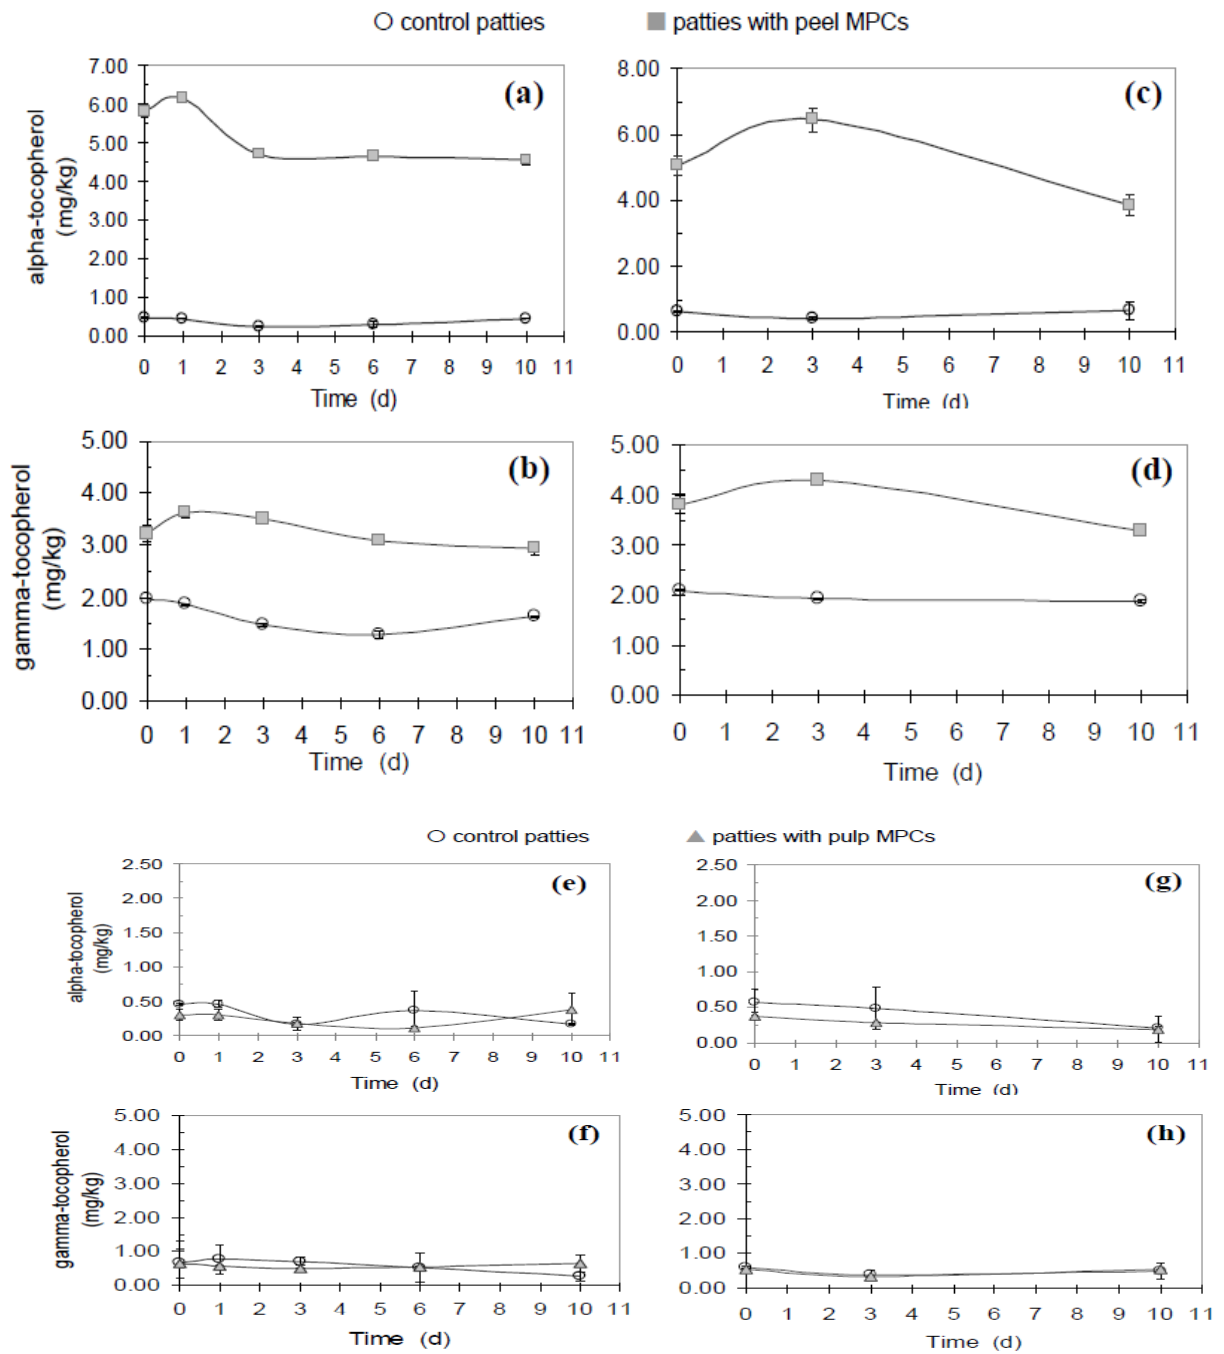 control patties patties with peel MPCs
7.00
6.00
5.00
4.00
3.00
2.00
1.00
0.00
alpha-tocopherol
(mg/kg)
(a)
0 1 2 3 4 5 6 7 8 9 10 11
Time (d)
8.00
6.00
4.00
2.00
0.00
(c)
0 1 2 3 4 5 6 7 8 9 10 11
Time (d)
5.00
4.00
3.00
2.00
1.00
0.00
gamma-tocopherol
(mg/kg)
(b)
0 1 2 3 4 5 6 7 8 9 10 11
Time (d)
5.00
4.00
3.00
2.00
1.00
0.00
(d)
0 1 2 3 4 5 6 7 8 9 10 11
Time (d)
control patties patties with pulp MPCs
2.50
2.00
1.50
1.00
0.50
0.00
alpha-tocopherol
(mg/kg)
(e)
0 1 2 3 4 5 6 7 8 9 10 11
Time (d)
2.50
2.00
1.50
1.00
0.50
0.00
(g)
0 1 2 3 4 5 6 7 8 9 10 11
Time (d)
5.00
4.00
3.00
2.00
1.00
0.00
gamma-tocopherol
(mg/kg)
(f)
0 1 2 3 4 5 6 7 8 9 10 11
Time (d)
5.00
4.00
3.00
2.00
1.00
0.00
(h)
0 1 2 3 4 5 6 7 8 9 10 11
Time (d)